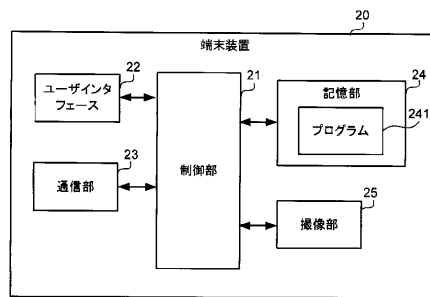 20
端末装置
22
ユーザインタ
フェース
21
制御部
24
記憶部
241
プログラム
23
通信部
25
撮像部